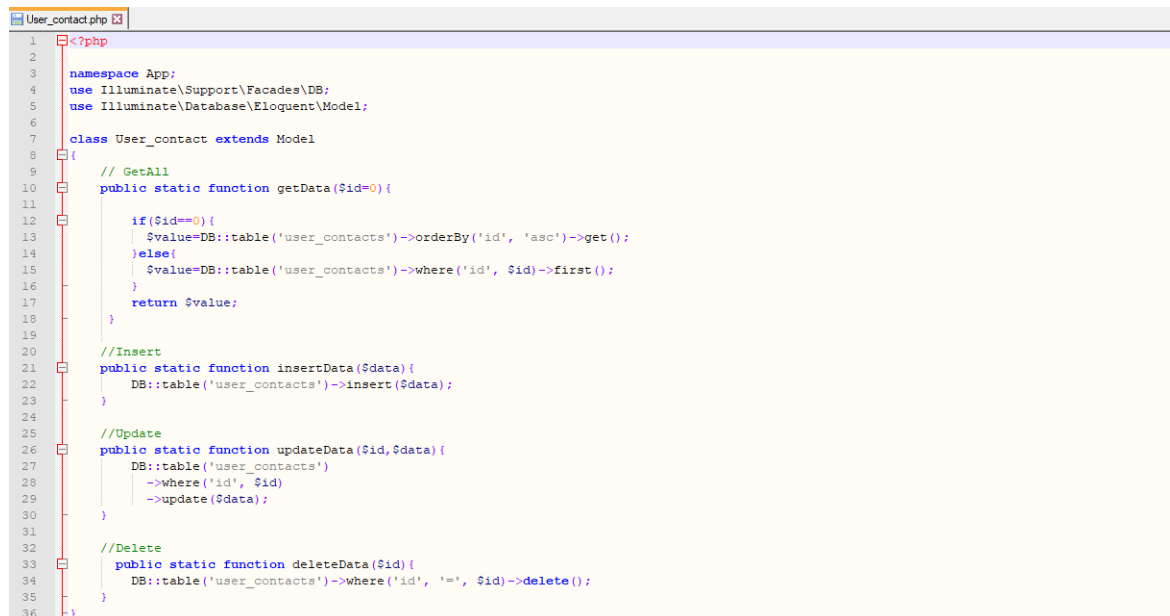 User_contact.php
1 <?php
2
3 namespace App;
4 use Illuminate\Support\Facades\DB;
5 use Illuminate\Database\Eloquent\Model;
6
7 class User_contact extends Model
8 {
9 // GetAll
10 public static function getData($id=0){
11
12 if($id==0){
13 $value=DB::table('user_contacts')->orderBy('id', 'asc')->get();
14 }else{
15 $value=DB::table('user_contacts')->where('id', $id)->first();
16 }
17 return $value;
18 }
19
20 //Insert
21 public static function insertData($data){
22 DB::table('user_contacts')->insert($data);
23 }
24
25 //Update
26 public static function updateData($id,$data){
27 DB::table('user_contacts')
28 ->where('id', $id)
29 ->update($data);
30 }
31
32 //Delete
33 public static function deleteData($id){
34 DB::table('user_contacts')->where('id', '=', $id)->delete();
35 }
36 }